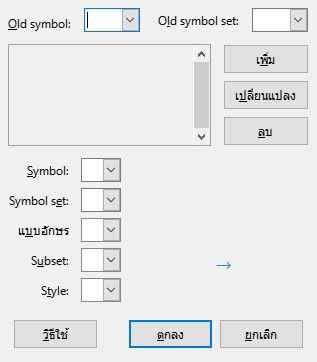 Old symbol: Old symbol set:
เพิ่ม
เปลี่ยนแปลง
ลบ
Symbol:
Symbol set:
แบบอักษร
Subset:
→
Style:
วิธีใช้ ตกลง ยกเลิก